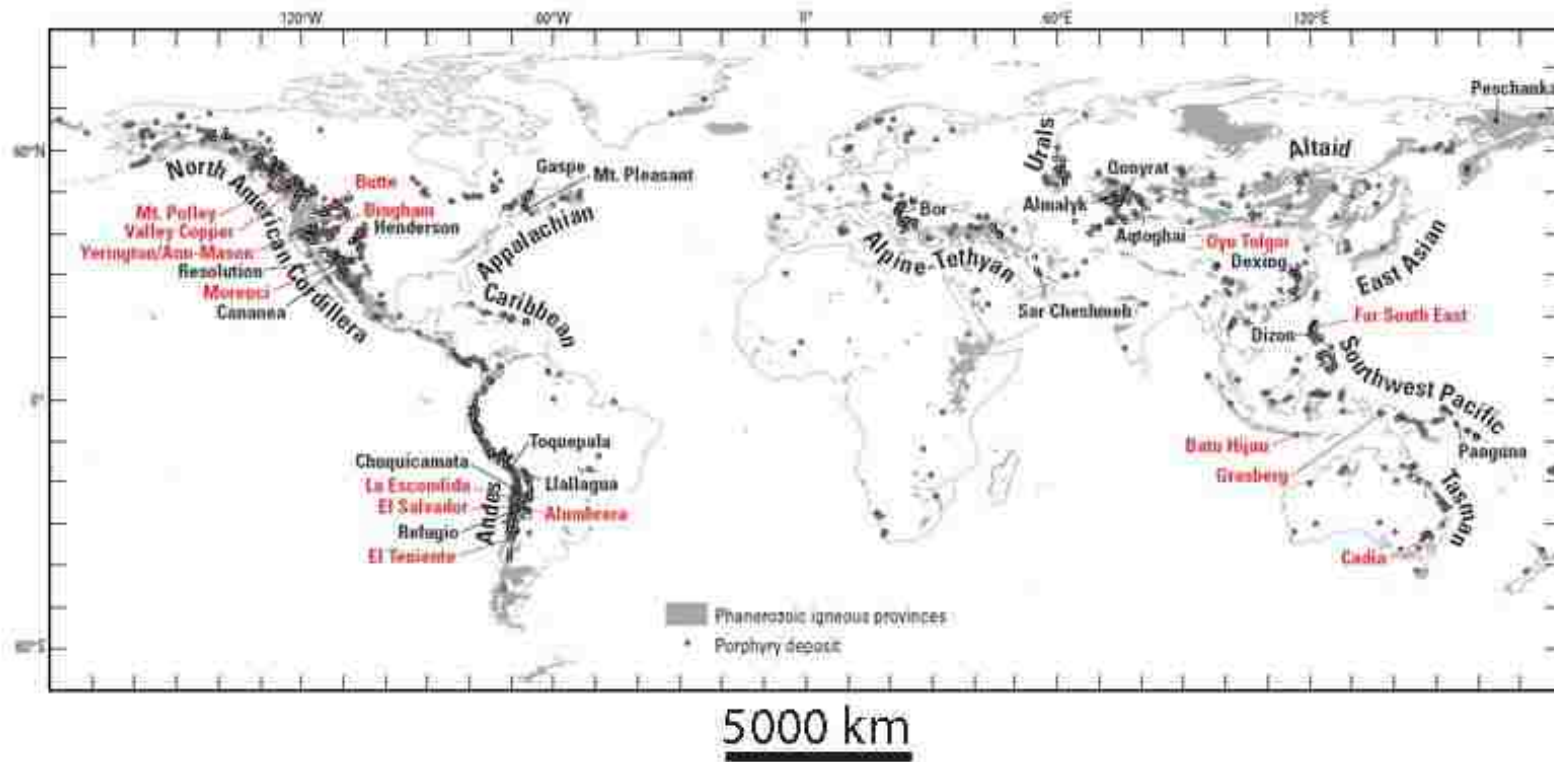 120°W
60°W
0°
60°E
120°E
60°N
0°
60°S
Peschanka
Urals
Altaid
Qonyrat
Gaspe
Mt. Pleasant
North American Cordillera
Butte
Mt. Polley
Bingham
Valley Copper
Henderson
Yerington/Ann-Mason
Resolution
Morenci
Cananea
Appalachian
Caribbean
Bor
Alpine-Tethyan
Almalyk
Aqtoghai
Oyu Tolgoi
Dexing
East Asian
Sar Cheshmeh
Far South East
Dizon
Southwest Pacific
Toquepala
Chuquicamata
Llallagua
La Escondida
El Salvador
Andes
Alumbrera
Refugio
El Teniente
Batu Hijau
Grasberg
Panguna
Tasman
Cadia
Phanerozoic igneous provinces
Porphyry deposit
5000 km